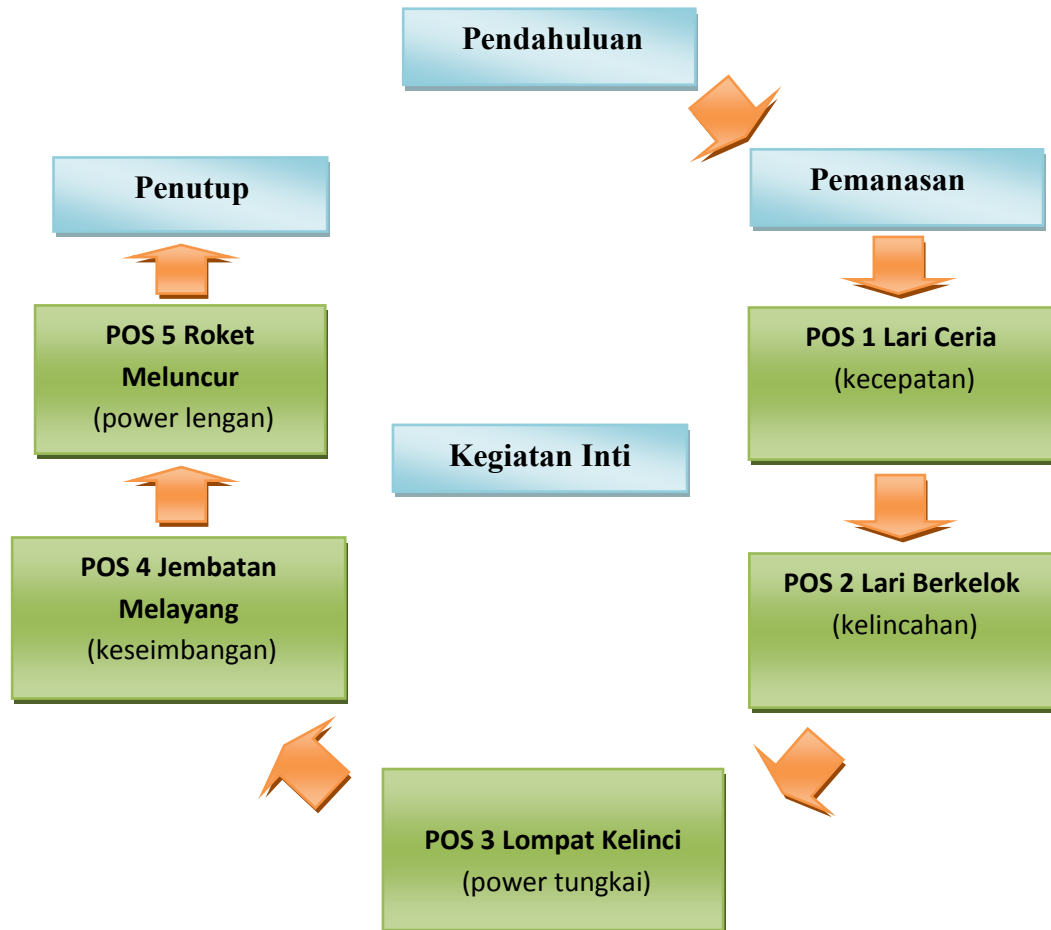 Pendahuluan
Pemanasan
POS 1 Lari Ceria
(kecepatan)
POS 2 Lari Berkelok
(kelincahan)
POS 3 Lompat Kelinci
(power tungkai)
POS 4 Jembatan
Melayang
(keseimbangan)
POS 5 Roket
Meluncur
(power lengan)
Penutup
Kegiatan Inti